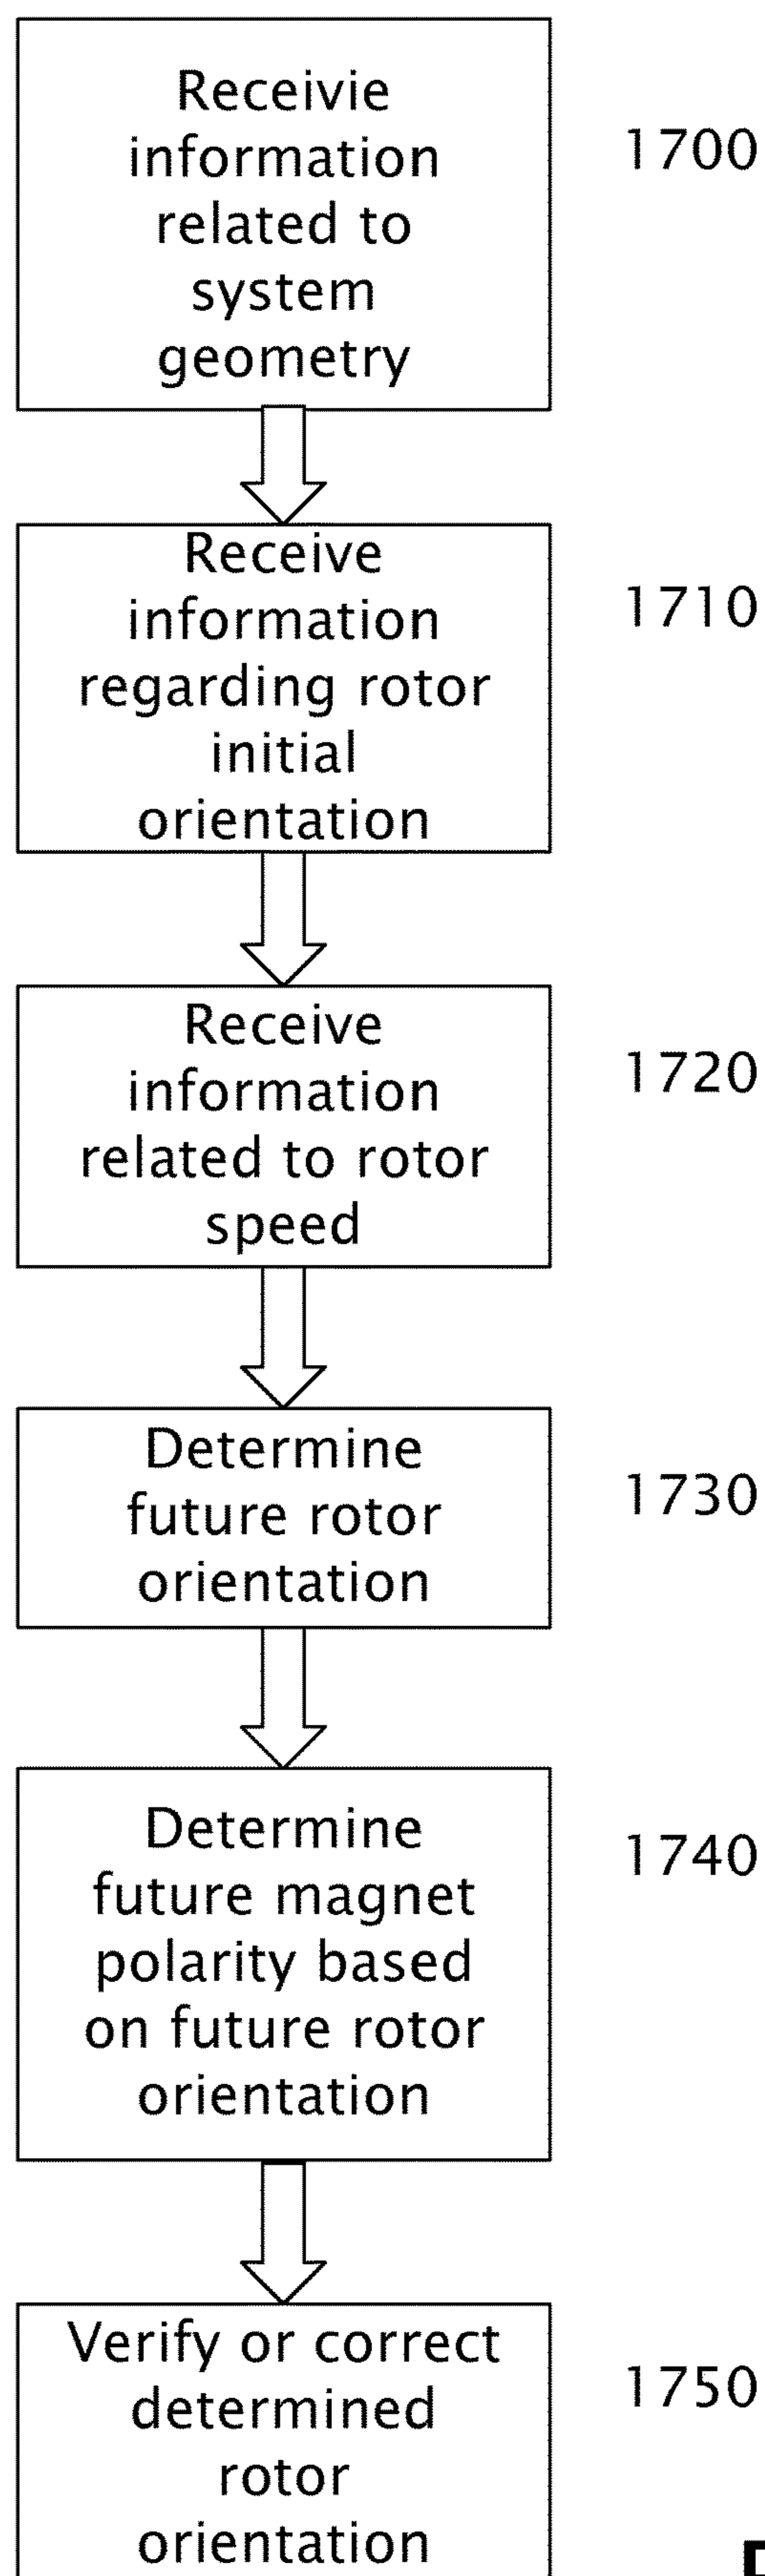 Receivie
information
related to
system
geometry
1700
Receive
information
regarding rotor
initial
orientation
1710
Receive
information
related to rotor
speed
1720
Determine
future rotor
orientation
1730
Determine
future magnet
polarity based
on future rotor
orientation
1740
Verify or correct
determined
rotor
orientation
1750